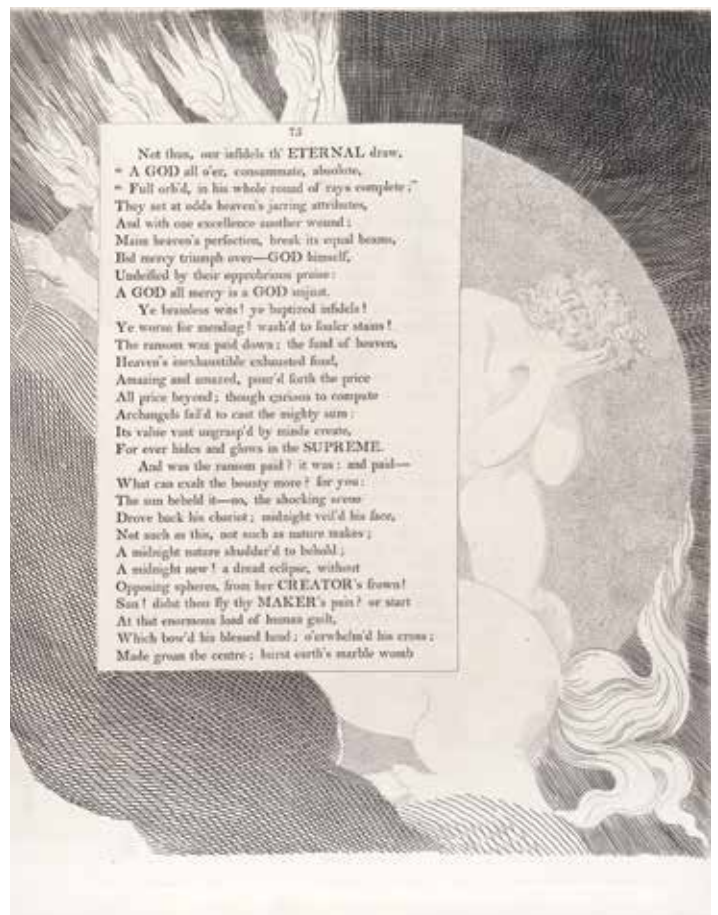 73
Not thus, our infidels th' ETERNAL draw,
" A GOD all o'er, consummate, absolute,
" Full orb'd, in his whole round of rays complete;"
They set at odds heaven's jarring attributes,
And with one excellence another wound;
Maim heaven's perfection, break its equal beams,
Bid mercy triumph over—GOD himself,
Undeified by their opprobrious praise:
A GOD all mercy is a GOD unjust.
Ye brainless wits! ye baptized infidels!
Ye worse for mending! wash'd to fouler stains!
The ransom was paid down; the fund of heaven,
Heaven's inexhaustible exhausted fund,
Amazing and amazed, pour'd forth the price
All price beyond; though curious to compute
Archangels fail'd to cast the mighty sum:
Its value vast ungrasp'd by minds create,
For ever hides and glows in the SUPREME.
And was the ransom paid? it was: and paid—
What can exalt the bounty more? for you:
The sun beheld it—no, the shocking scene
Drove back his chariot; midnight veil'd his face,
Not such as this, not such as nature makes;
A midnight nature shudder'd to behold;
A midnight new! a dread eclipse, without
Opposing spheres, from her CREATOR's frown!
Sun! didst thou fly thy MAKER's pain? or start
At that enormous load of human guilt,
Which bow'd his blessed head; o'erwhelm'd his cross;
Made groan the centre; burst earth's marble womb